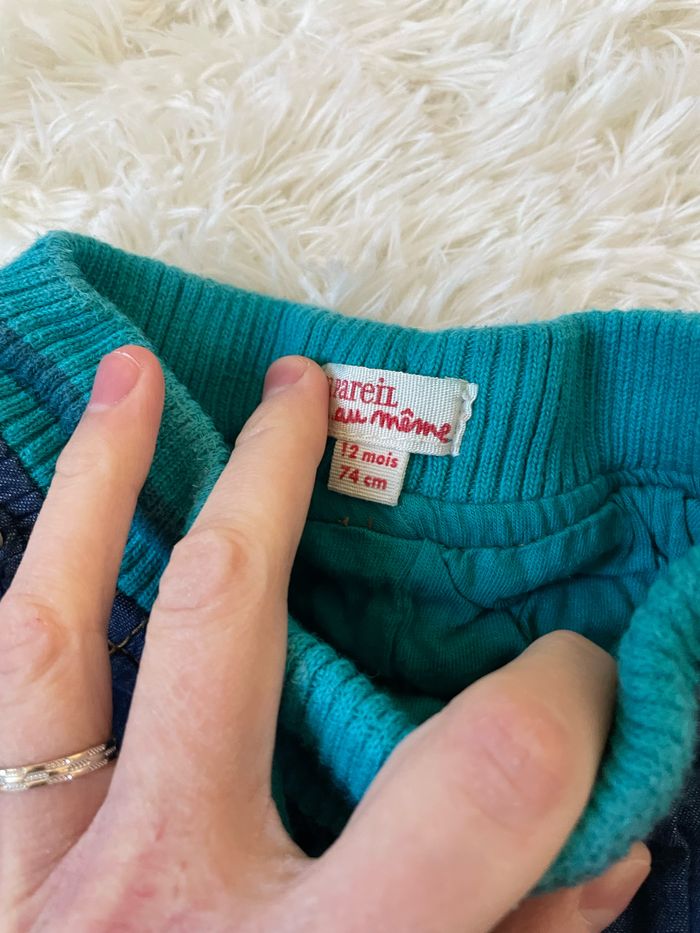 pareil
au même
12 mois
74 cm